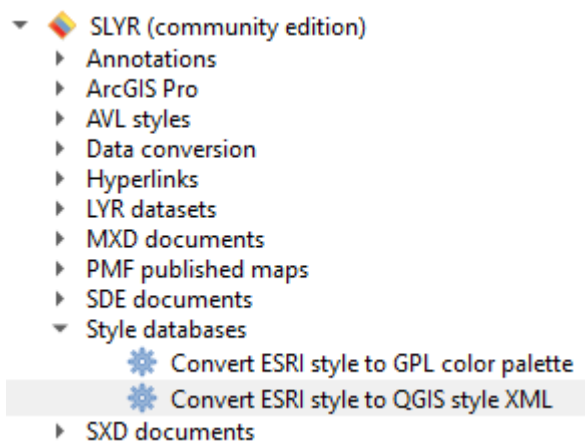 SLYR (community edition)
Annotations
ArcGIS Pro
AVL styles
Data conversion
Hyperlinks
LYR datasets
MXD documents
PMF published maps
SDE documents
Style databases
Convert ESRI style to GPL color palette
Convert ESRI style to QGIS style XML
SXD documents